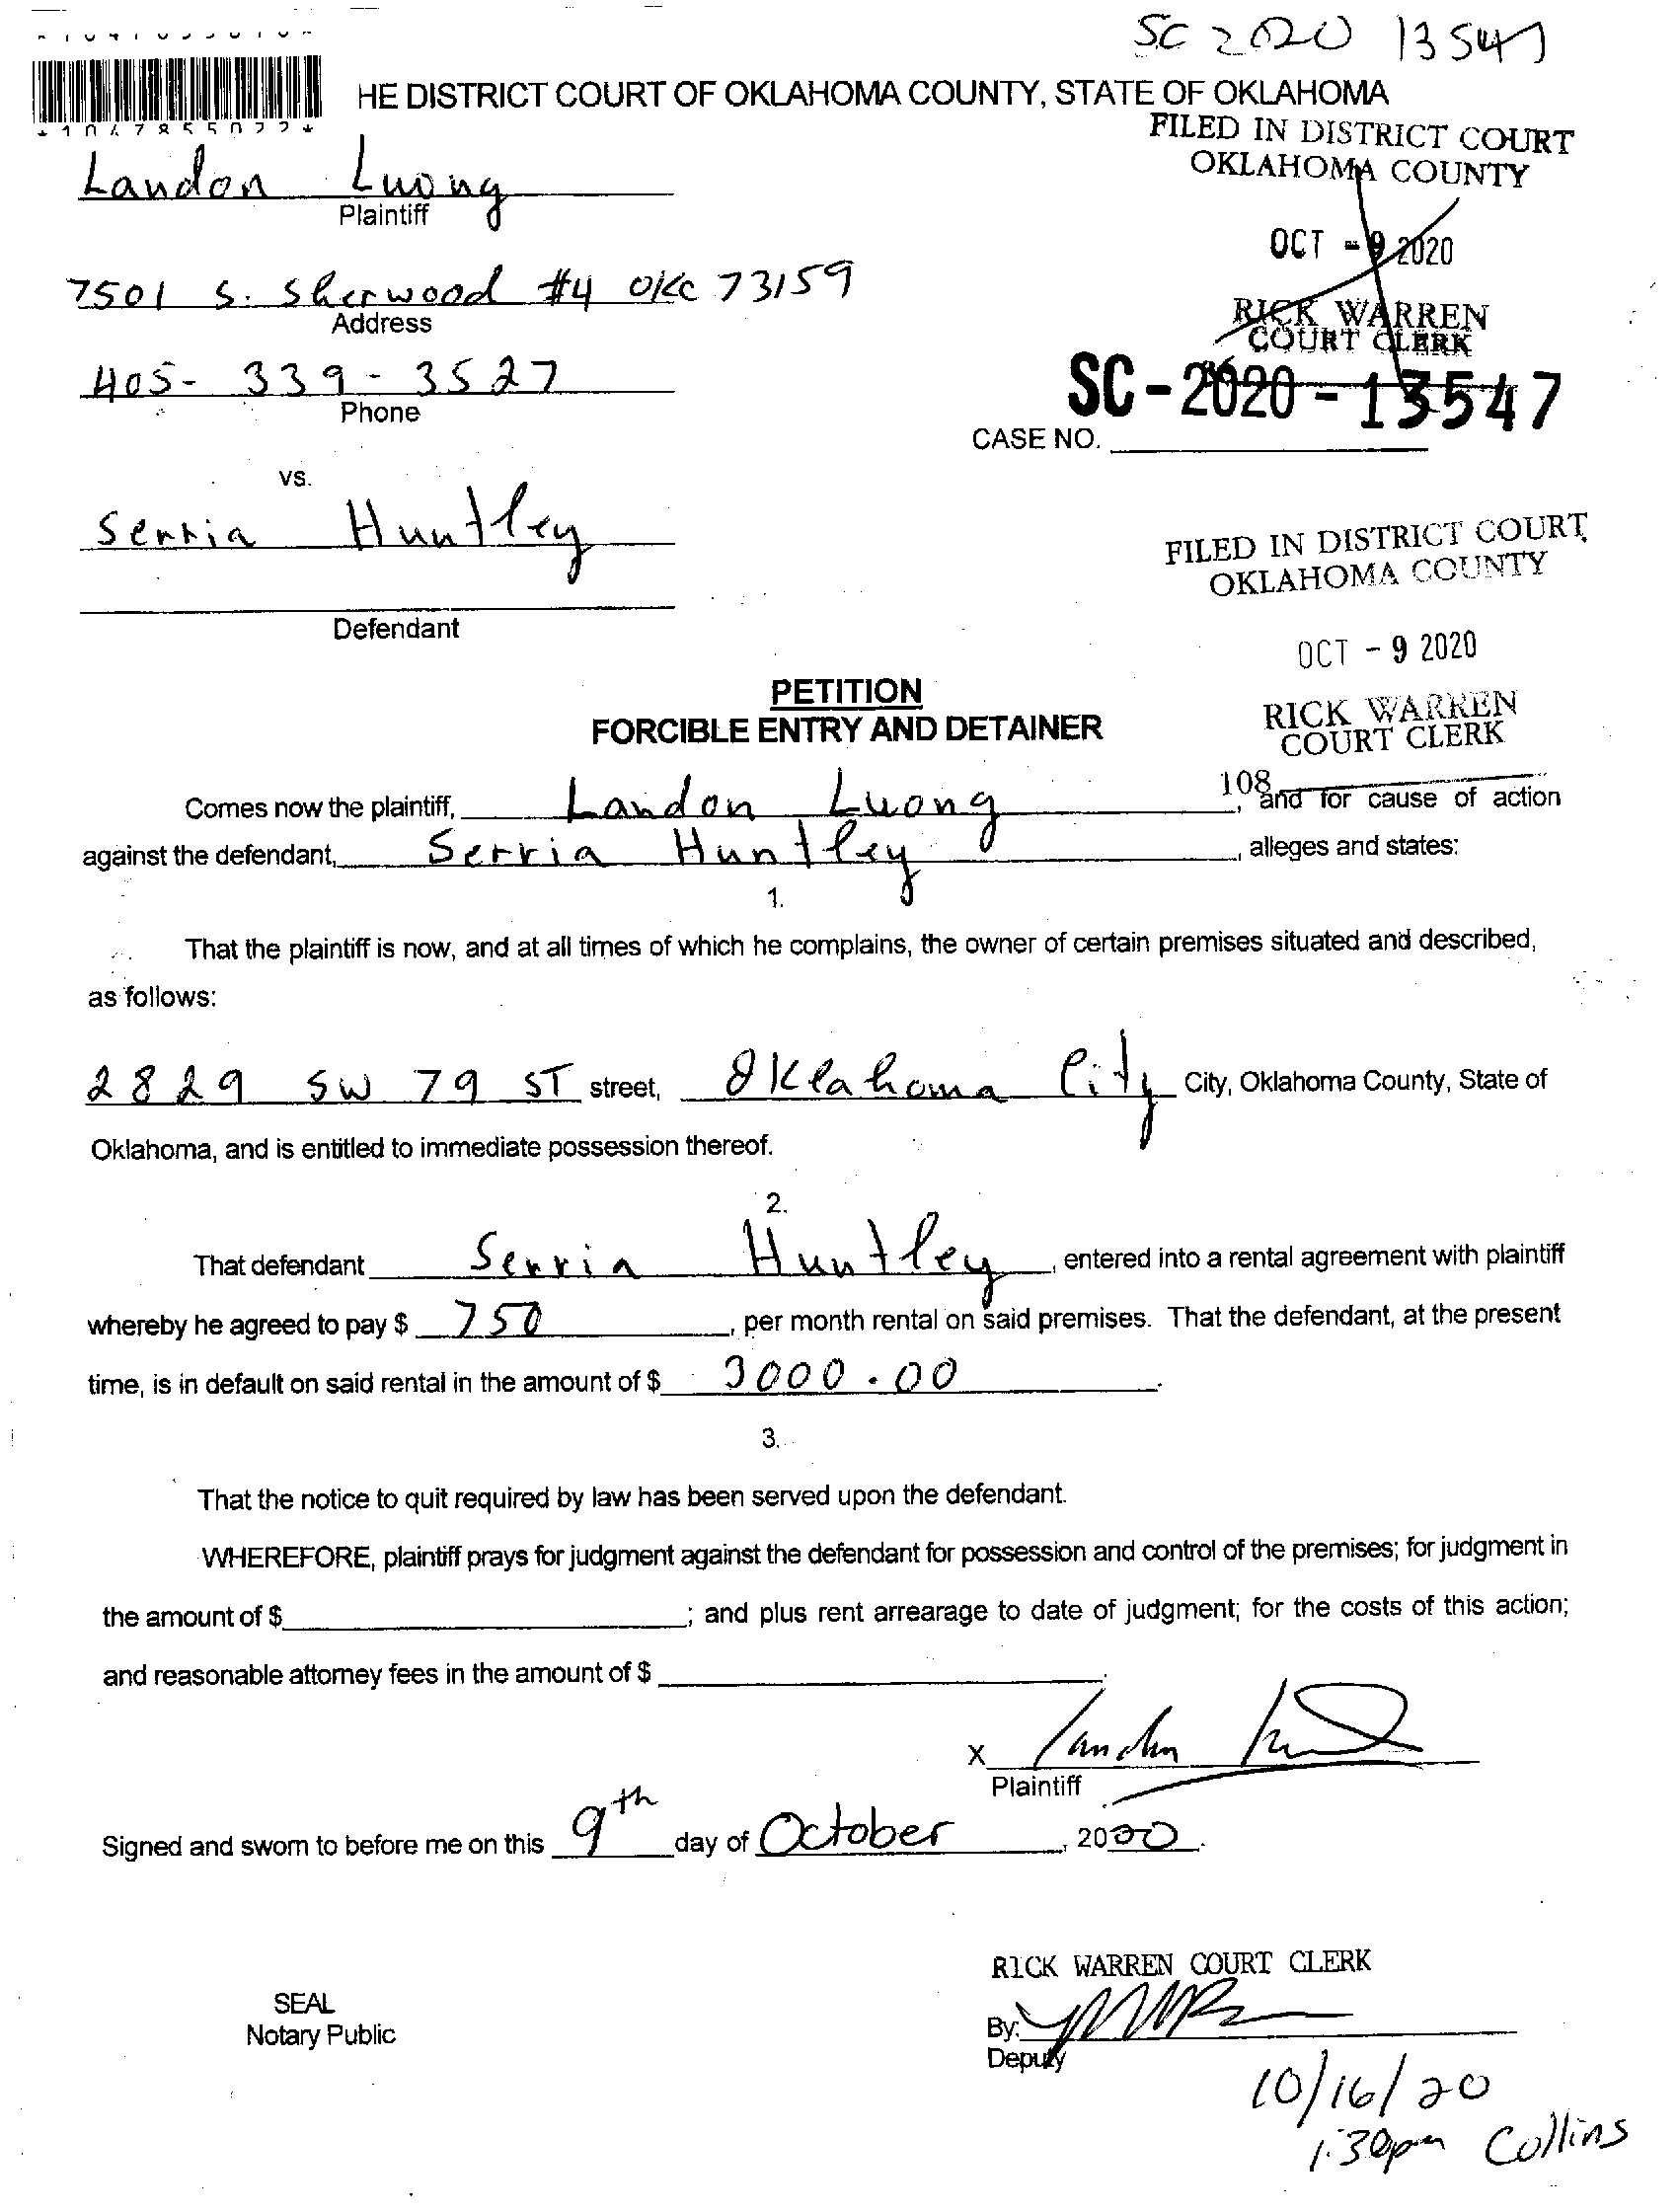 SC 2020 13547
HE DISTRICT COURT OF OKLAHOMA COUNTY, STATE OF OKLAHOMA
*1047855022*
FILED IN DISTRICT COURT
OKLAHOMA COUNTY
Landon Luong
Plaintiff
OCT - 9 2020
7501 S. Sherwood #4 OKC 73159
Address
RICK WARREN
COURT CLERK
405- 339- 3527
Phone
SC-2020-13547
CASE NO.
vs.
Serria Huntley
Defendant
FILED IN DISTRICT COURT
OKLAHOMA COUNTY
OCT - 9 2020
RICK WARREN
COURT CLERK
108
PETITION
FORCIBLE ENTRY AND DETAINER
Comes now the plaintiff, Landon Luong, and for cause of action
against the defendant, Serria Huntley, alleges and states:
1.
That the plaintiff is now, and at all times of which he complains, the owner of certain premises situated and described,
as follows:
2829 SW 79 ST street, Oklahoma City City, Oklahoma County, State of
Oklahoma, and is entitled to immediate possession thereof.
2.
That defendant Serria Huntley, entered into a rental agreement with plaintiff
whereby he agreed to pay $ 750, per month rental on said premises. That the defendant, at the present
time, is in default on said rental in the amount of $ 3000.00.
3.
That the notice to quit required by law has been served upon the defendant.
WHEREFORE, plaintiff prays for judgment against the defendant for possession and control of the premises; for judgment in
the amount of $ ; and plus rent arrearage to date of judgment; for the costs of this action;
and reasonable attorney fees in the amount of $ .
X Landon
Plaintiff
Signed and sworn to before me on this 9th day of October, 2020.
RICK WARREN COURT CLERK
SEAL
Notary Public
By:
Deputy
10/16/20
1:30pm Collins